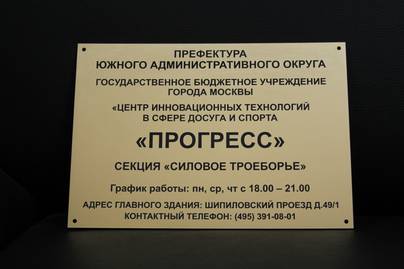 ПРЕФЕКТУРА
ЮЖНОГО АДМИНИСТРАТИВНОГО ОКРУГА
ГОСУДАРСТВЕННОЕ БЮДЖЕТНОЕ УЧРЕЖДЕНИЕ
ГОРОДА МОСКВЫ
«ЦЕНТР ИННОВАЦИОННЫХ ТЕХНОЛОГИЙ
В СФЕРЕ ДОСУГА И СПОРТА
«ПРОГРЕСС»
СЕКЦИЯ «СИЛОВОЕ ТРОЕБОРЬЕ»
График работы: пн, ср, чт с 18.00 – 21.00
АДРЕС ГЛАВНОГО ЗДАНИЯ: ШИПИЛОВСКИЙ ПРОЕЗД Д.49/1
КОНТАКТНЫЙ ТЕЛЕФОН: (495) 391-08-01